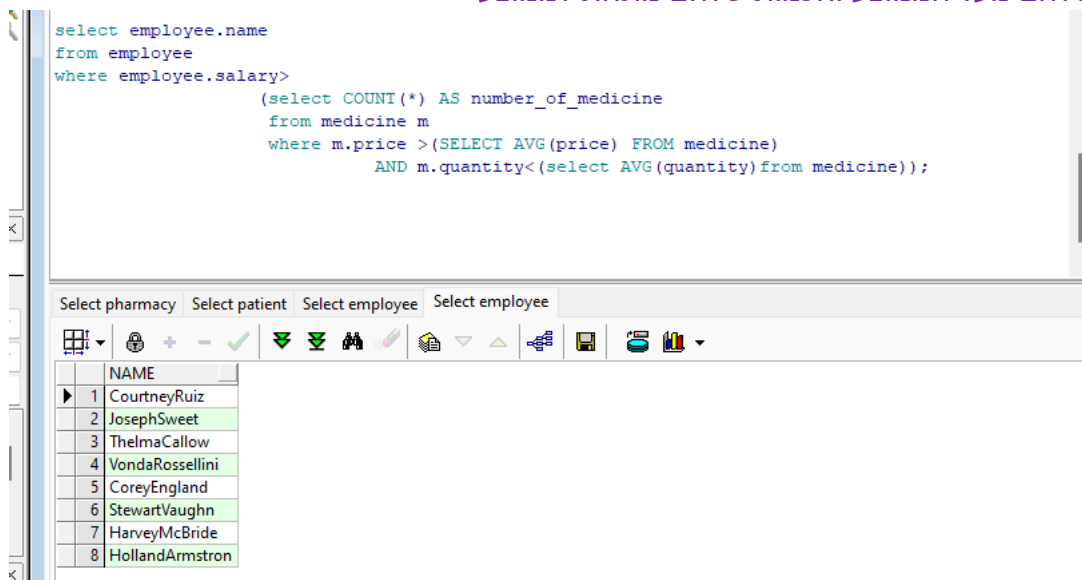 select employee.name
from employee
where employee.salary>
(select COUNT(*) AS number_of_medicine
from medicine m
where m.price >(SELECT AVG(price) FROM medicine)
AND m.quantity<(select AVG(quantity)from medicine));
Select pharmacy Select patient Select employee Select employee
NAME
1 CourtneyRuiz
2 JosephSweet
3 ThelmaCallow
4 VondaRossellini
5 CoreyEngland
6 StewartVaughn
7 HarveyMcBride
8 HollandArmstron